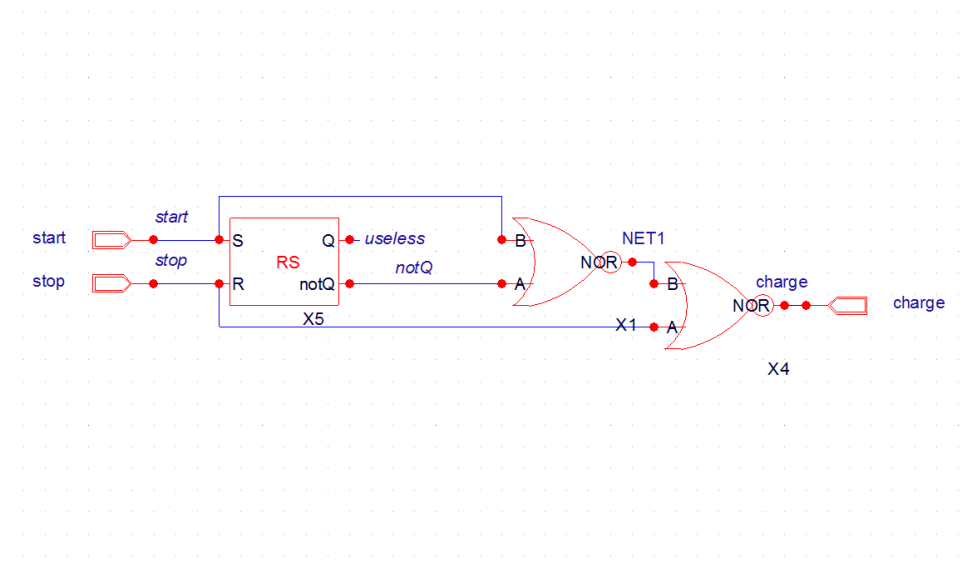 start
start
stop
stop
S
R
RS
Q
notQ
X5
useless
notQ
B
A
NOR
X1
NET1
B
A
NOR
X4
charge
charge